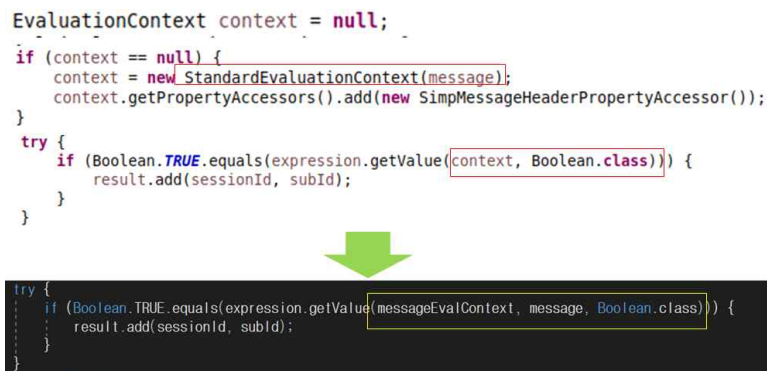 EvaluationContext context = null;
if (context == null) {
context = new StandardEvaluationContext(message);
context.getPropertyAccessors().add(new SimpMessageHeaderPropertyAccessor());
}
try {
if (Boolean.TRUE.equals(expression.getValue(context, Boolean.class))) {
result.add(sessionId, subId);
}
}
try {
if (Boolean.TRUE.equals(expression.getValue(messageEvalContext, message, Boolean.class))) {
result.add(sessionId, subId);
}
}